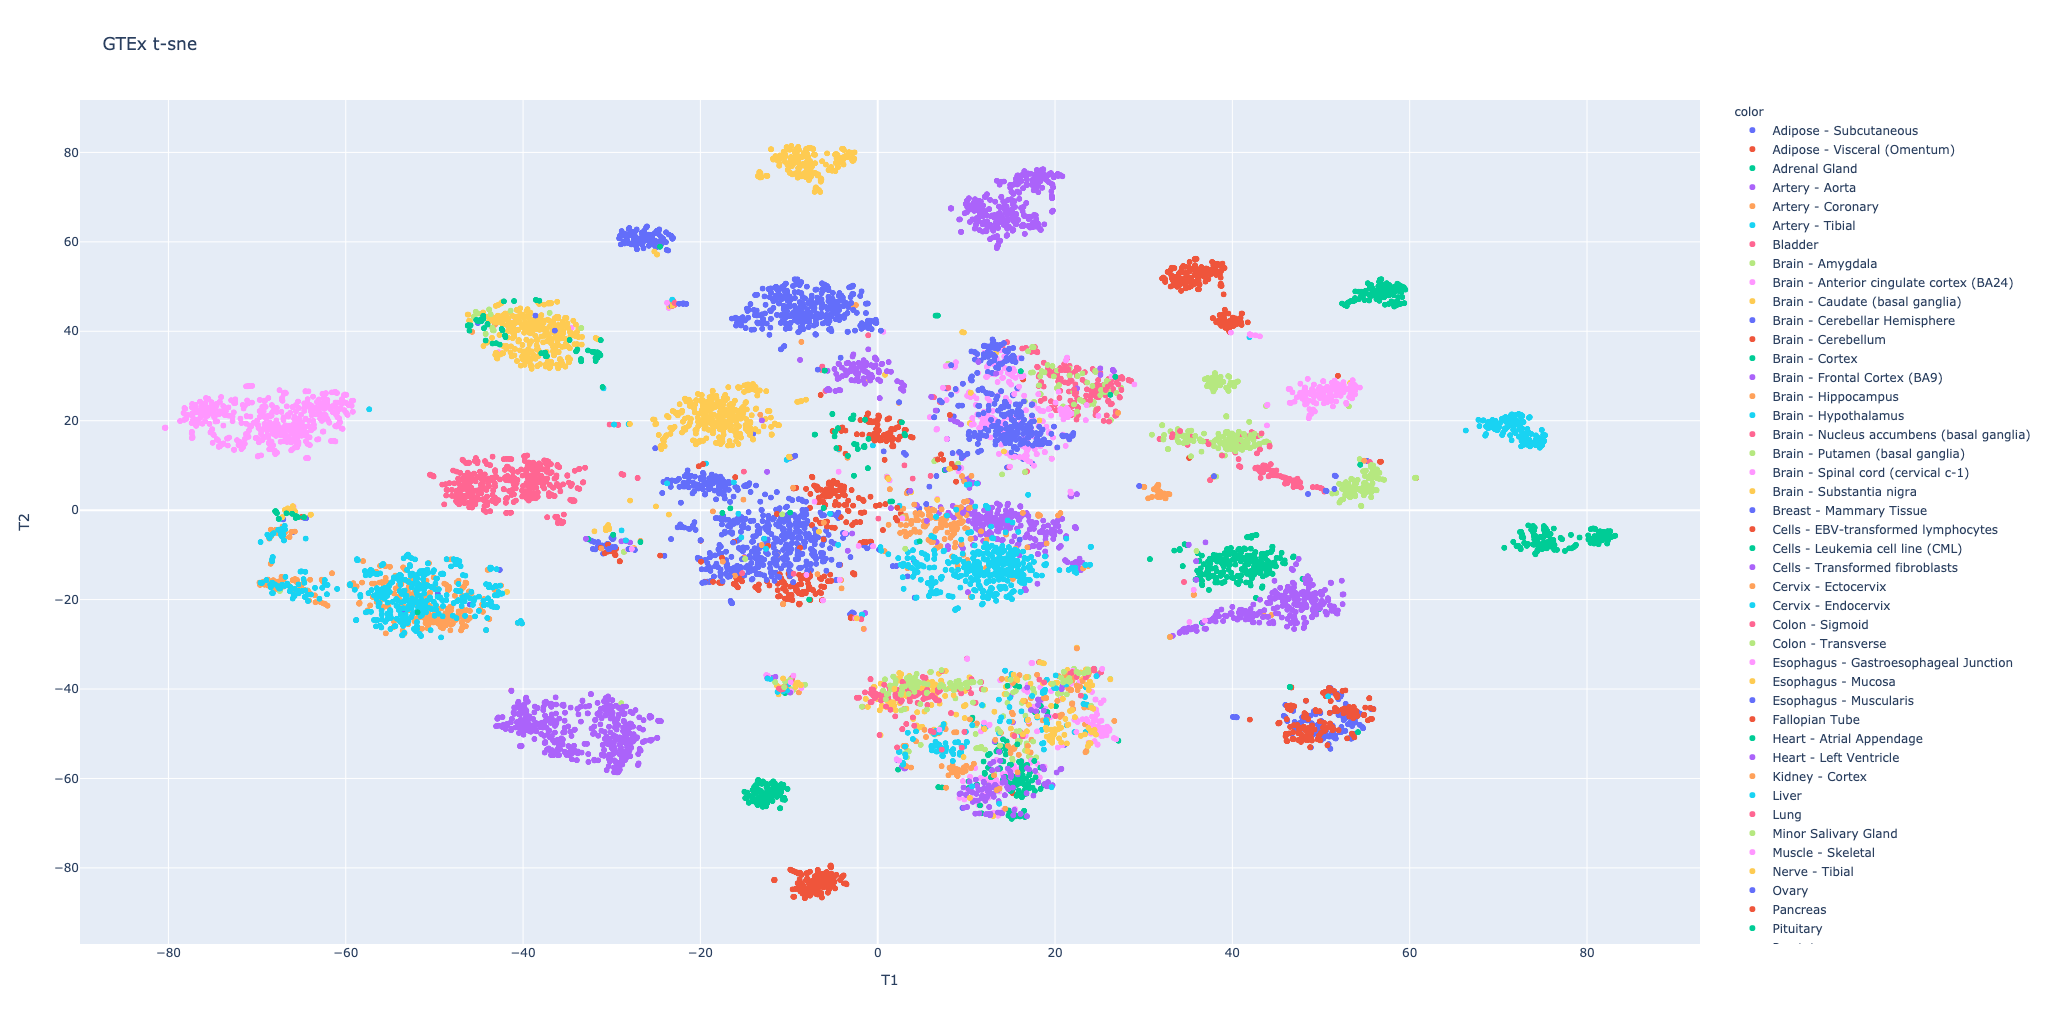 GTEx t-sne
color
Adipose - Subcutaneous
Adipose - Visceral (Omentum)
Adrenal Gland
Artery - Aorta
Artery - Coronary
Artery - Tibial
Bladder
Brain - Amygdala
Brain - Anterior cingulate cortex (BA24)
Brain - Caudate (basal ganglia)
Brain - Cerebellar Hemisphere
Brain - Cerebellum
Brain - Cortex
Brain - Frontal Cortex (BA9)
Brain - Hippocampus
Brain - Hypothalamus
Brain - Nucleus accumbens (basal ganglia)
Brain - Putamen (basal ganglia)
Brain - Spinal cord (cervical c-1)
Brain - Substantia nigra
Breast - Mammary Tissue
Cells - EBV-transformed lymphocytes
Cells - Leukemia cell line (CML)
Cells - Transformed fibroblasts
Cervix - Ectocervix
Cervix - Endocervix
Colon - Sigmoid
Colon - Transverse
Esophagus - Gastroesophageal Junction
Esophagus - Mucosa
Esophagus - Muscularis
Fallopian Tube
Heart - Atrial Appendage
Heart - Left Ventricle
Kidney - Cortex
Liver
Lung
Minor Salivary Gland
Muscle - Skeletal
Nerve - Tibial
Ovary
Pancreas
Pituitary
80
60
40
20
0
−20
−40
−60
−80
T2
−80 −60 −40 −20 0 20 40 60 80
T1